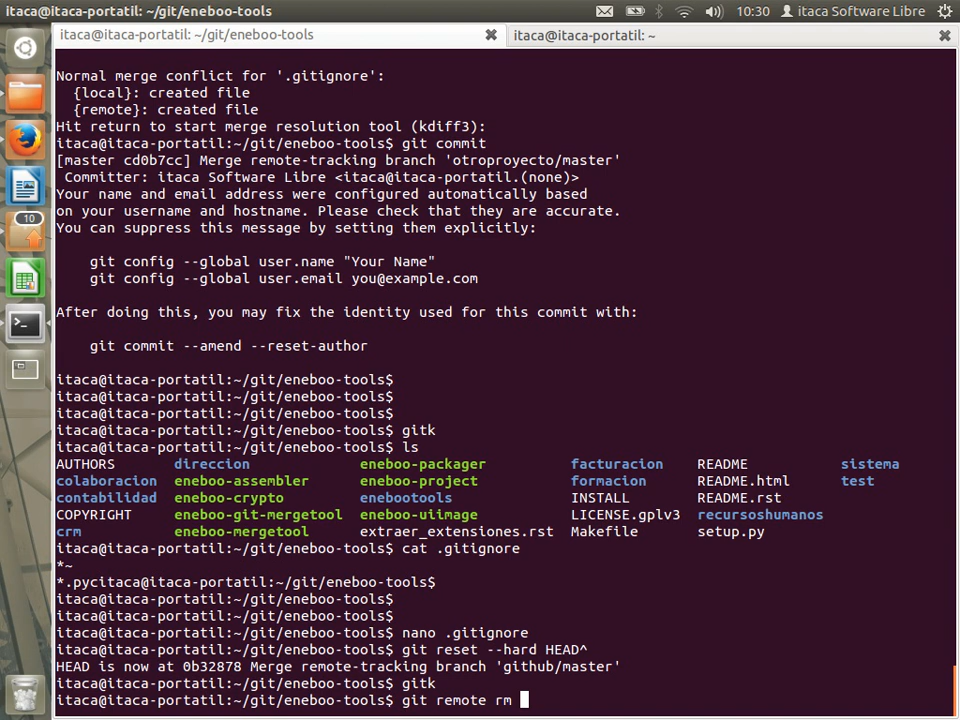 itaca@itaca-portatil: ~/git/eneboo-tools
10:30 itaca Software Libre
itaca@itaca-portatil: ~/git/eneboo-tools
itaca@itaca-portatil: ~
Normal merge conflict for '.gitignore':
  {local}: created file
  {remote}: created file
Hit return to start merge resolution tool (kdiff3):
itaca@itaca-portatil:~/git/eneboo-tools$ git commit
[master cd0b7cc] Merge remote-tracking branch 'otroproyecto/master'
 Committer: itaca Software Libre <itaca@itaca-portatil.(none)>
Your name and email address were configured automatically based
on your username and hostname. Please check that they are accurate.
You can suppress this message by setting them explicitly:
    git config --global user.name "Your Name"
    git config --global user.email you@example.com
After doing this, you may fix the identity used for this commit with:
    git commit --amend --reset-author
itaca@itaca-portatil:~/git/eneboo-tools$
itaca@itaca-portatil:~/git/eneboo-tools$
itaca@itaca-portatil:~/git/eneboo-tools$
itaca@itaca-portatil:~/git/eneboo-tools$ gitk
itaca@itaca-portatil:~/git/eneboo-tools$ ls
AUTHORS direccion eneboo-packager facturacion README sistema
colaboracion eneboo-assembler eneboo-project formacion README.html test
contabilidad eneboo-crypto enebootools INSTALL README.rst
COPYRIGHT eneboo-git-mergetool eneboo-uiimage LICENSE.gplv3 recursoshumanos
crm eneboo-mergetool extraer_extensiones.rst Makefile setup.py
itaca@itaca-portatil:~/git/eneboo-tools$ cat .gitignore
*~
*.pycitaca@itaca-portatil:~/git/eneboo-tools$
itaca@itaca-portatil:~/git/eneboo-tools$
itaca@itaca-portatil:~/git/eneboo-tools$
itaca@itaca-portatil:~/git/eneboo-tools$ nano .gitignore
itaca@itaca-portatil:~/git/eneboo-tools$ git reset --hard HEAD^
HEAD is now at 0b32878 Merge remote-tracking branch 'github/master'
itaca@itaca-portatil:~/git/eneboo-tools$ gitk
itaca@itaca-portatil:~/git/eneboo-tools$ git remote rm
10